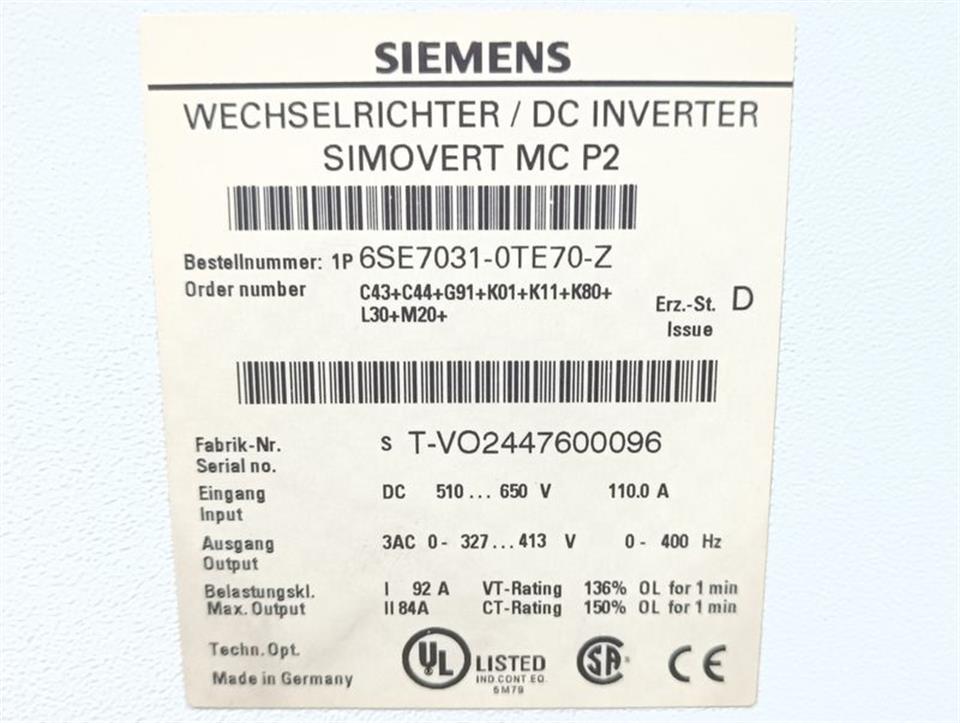 SIEMENS
WECHSELRICHTER / DC INVERTER
SIMOVERT MC P2
Bestellnummer: 1P 6SE7031-0TE70-Z
Order number C43+C44+G91+K01+K11+K80+
L30+M20+
Erz.-St. D
Issue
Fabrik-Nr. S T-VO2447600096
Serial no.
Eingang DC 510 ... 650 V 110.0 A
Input
Ausgang 3AC 0 - 327 ... 413 V 0 - 400 Hz
Output
Belastungskl. I 92 A VT-Rating 136% OL for 1 min
Max. Output II 84A CT-Rating 150% OL for 1 min
Techn. Opt.
Made in Germany
UL LISTED
IND.CONT.EQ.
5M79
SA
CE